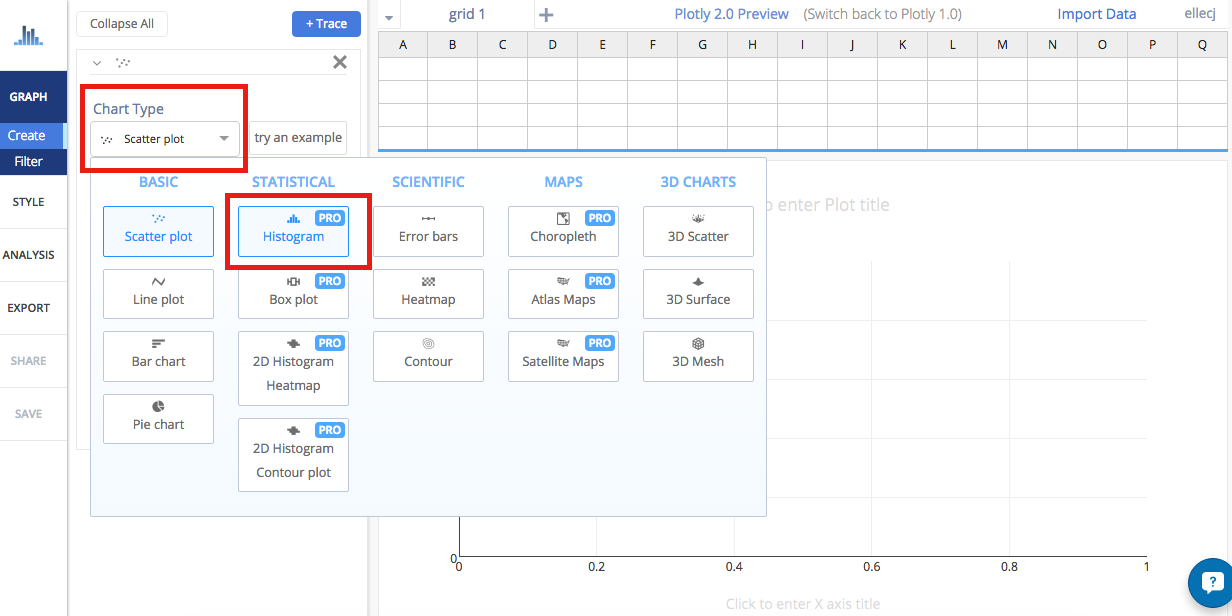 Collapse All
+ Trace
grid 1
Plotly 2.0 Preview (Switch back to Plotly 1.0)
Import Data
ellecj
A B C D E F G H I J K L M N O P Q
GRAPH
Create
Filter
STYLE
ANALYSIS
EXPORT
SHARE
SAVE
Chart Type
Scatter plot
try an example
BASIC STATISTICAL SCIENTIFIC MAPS 3D CHARTS
Scatter plot
PRO
Histogram
Error bars
PRO
Choropleth
3D Scatter
Line plot
PRO
Box plot
Heatmap
PRO
Atlas Maps
3D Surface
Bar chart
PRO
2D Histogram
Heatmap
Contour
PRO
Satellite Maps
3D Mesh
Pie chart
PRO
2D Histogram
Contour plot
o enter Plot title
0
0 0.2 0.4 0.6 0.8 1
Click to enter X axis title
?